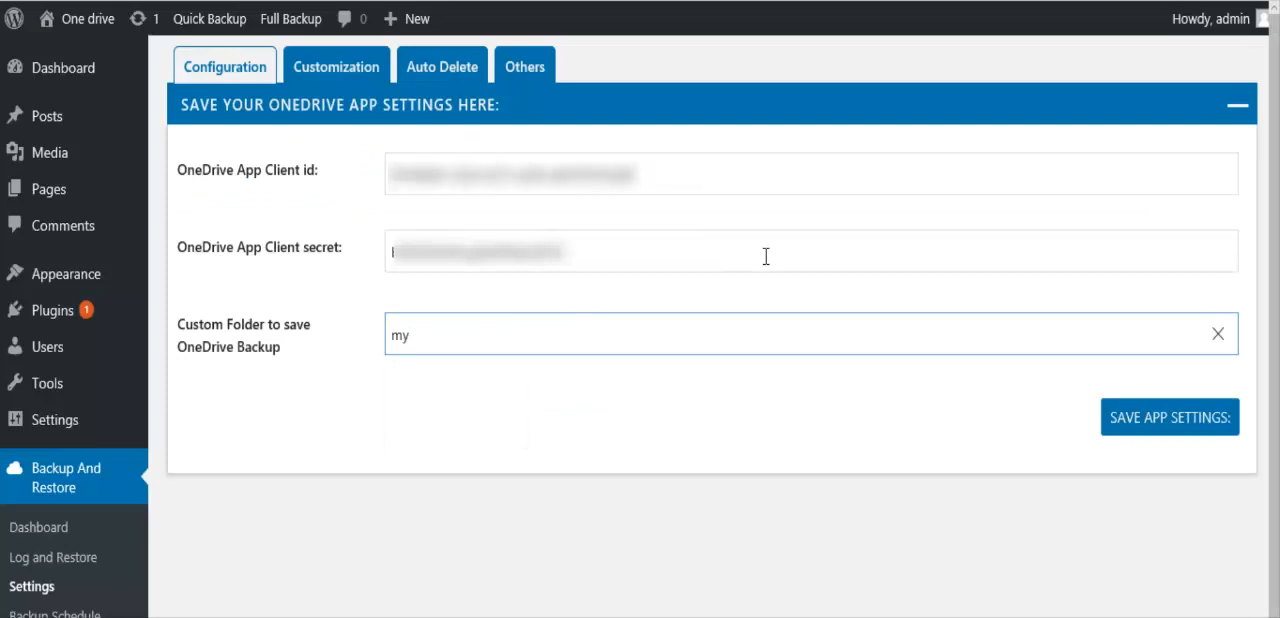 One drive 1 Quick Backup Full Backup 0 New Howdy, admin
Dashboard
Posts
Media
Pages
Comments
Appearance
Plugins 1
Users
Tools
Settings
Backup And
Restore
Dashboard
Log and Restore
Settings
Backup Schedule
Configuration Customization Auto Delete Others
SAVE YOUR ONEDRIVE APP SETTINGS HERE:
OneDrive App Client id:
OneDrive App Client secret:
Custom Folder to save
OneDrive Backup
my
SAVE APP SETTINGS: